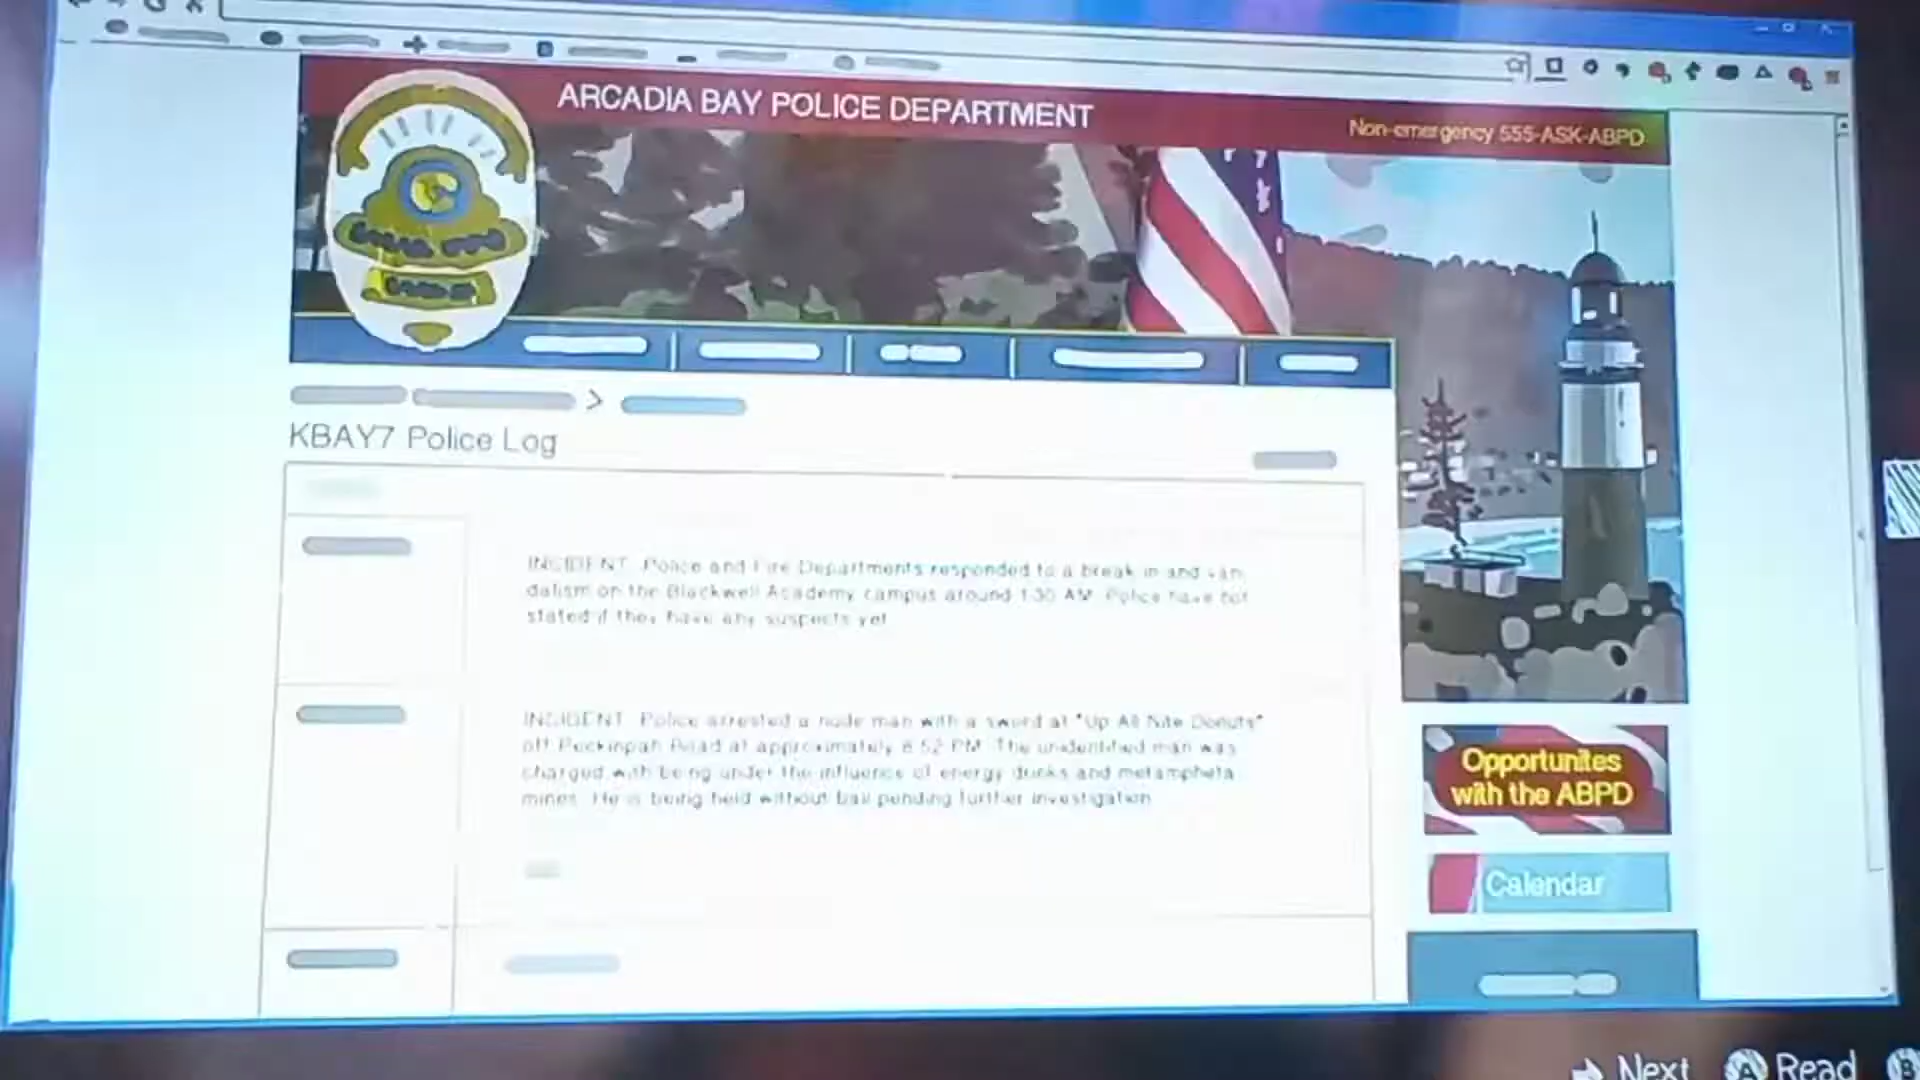 ARCADIA BAY POLICE DEPARTMENT
Non-emergency 555-ASK-ABPD
KBAY7 Police Log
INCIDENT: Police and Fire Departments responded to a break in and van
dalism on the Blackwell Academy campus around 1:30 AM. Police have not
stated if they have any suspects yet
INCIDENT: Police arrested a nude man with a sword at "Up All Nite Donuts"
off Peckinpah Road at approximately 8:52 PM. The unidentified man was
charged with being under the influence of energy drinks and metampheta
mines. He is being held without bail pending further investigation
Opportunites
with the ABPD
Calendar
Next
A Read
B